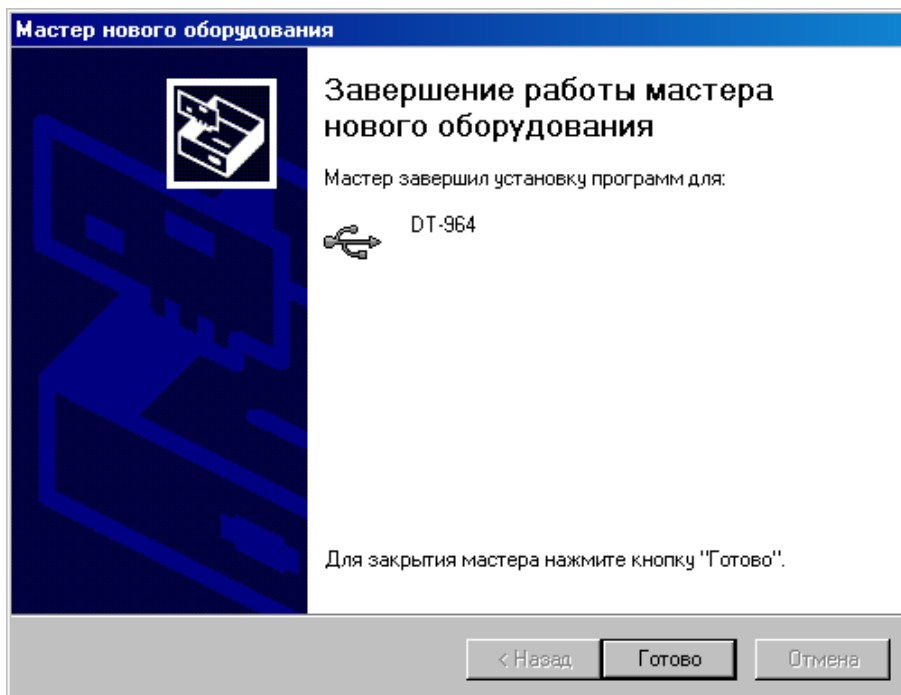 Мастер нового оборудования
Завершение работы мастера
нового оборудования
Мастер завершил установку программ для:
DT-964
Для закрытия мастера нажмите кнопку "Готово".
< Назад
Готово
Отмена